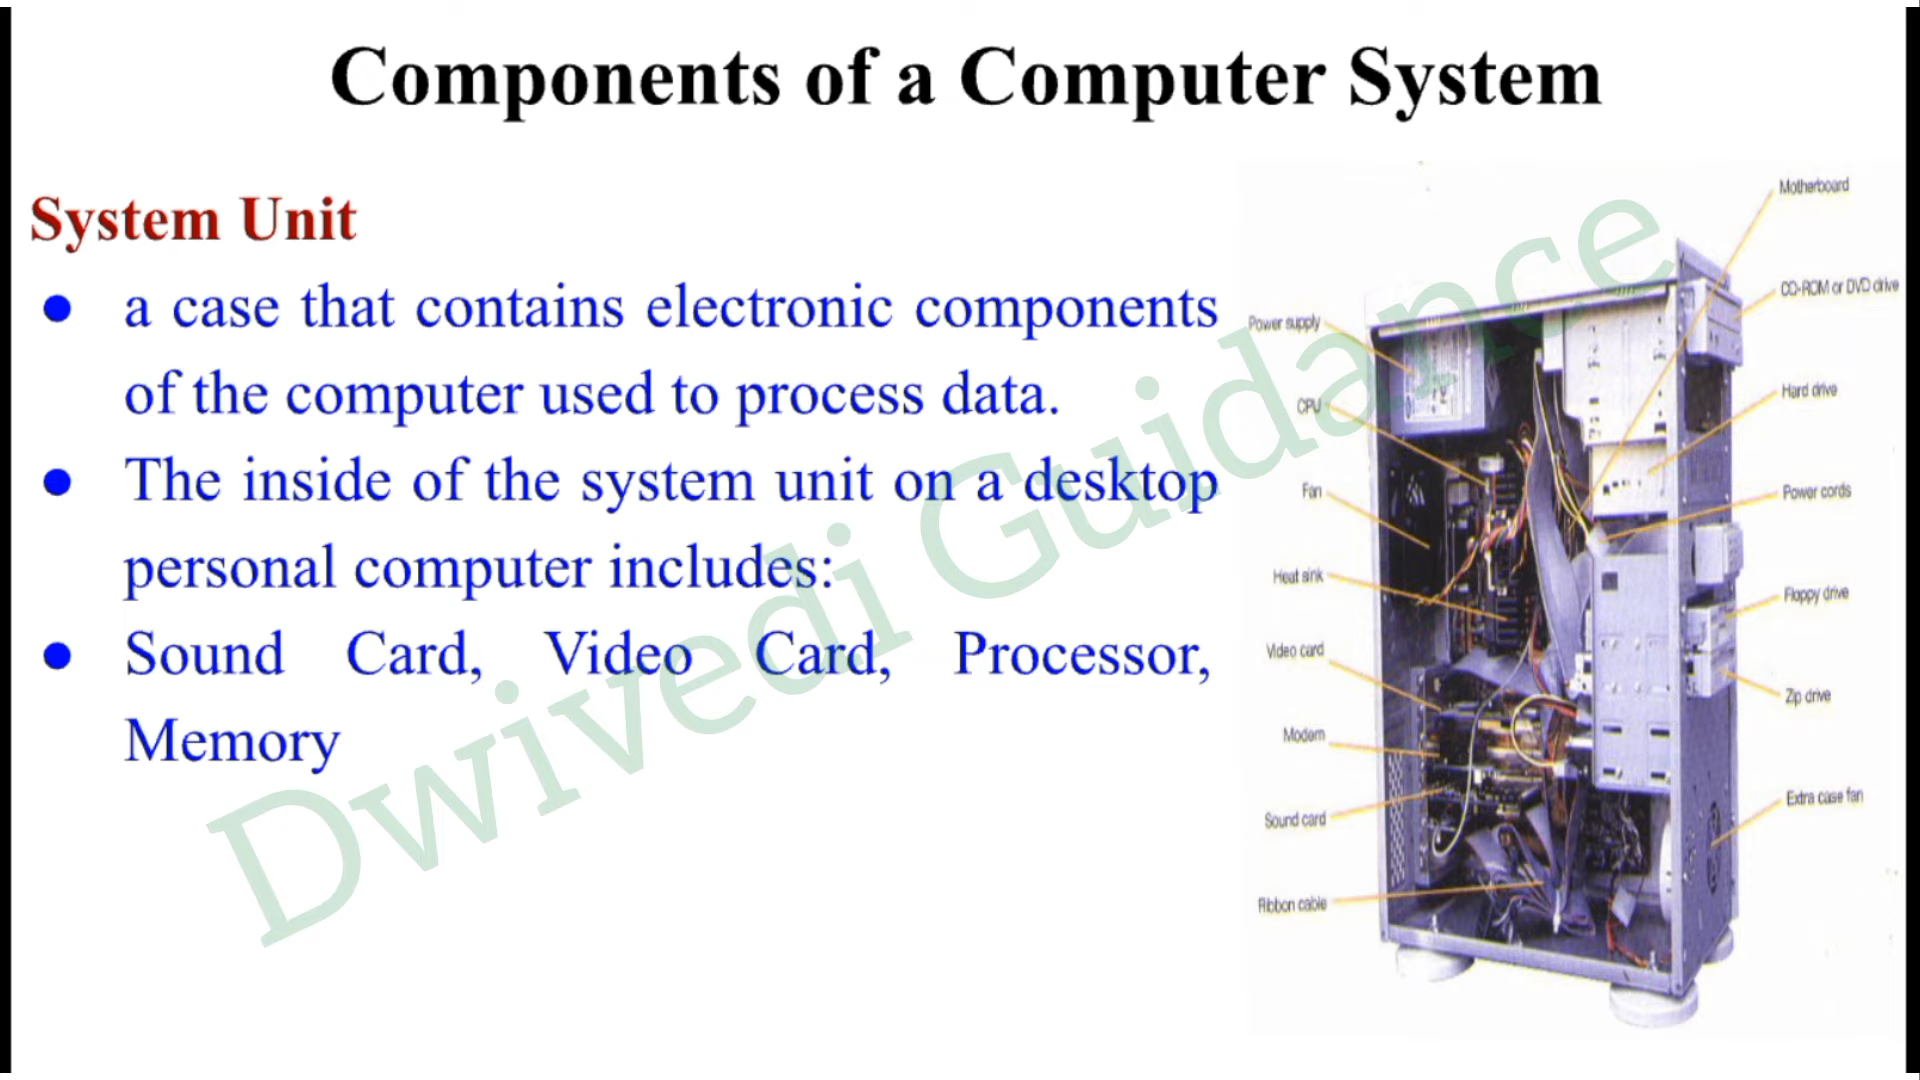 Components of a Computer System
System Unit
● a case that contains electronic components
of the computer used to process data.
● The inside of the system unit on a desktop
personal computer includes:
● Sound Card, Video Card, Processor,
Memory
Dwivedi Guidance
Power supply
CPU
Fan
Heat sink
Video card
Modem
Sound card
Ribbon cable
Motherboard
CD-ROM or DVD drive
Hard drive
Power cords
Floppy drive
Zip drive
Extra case fan